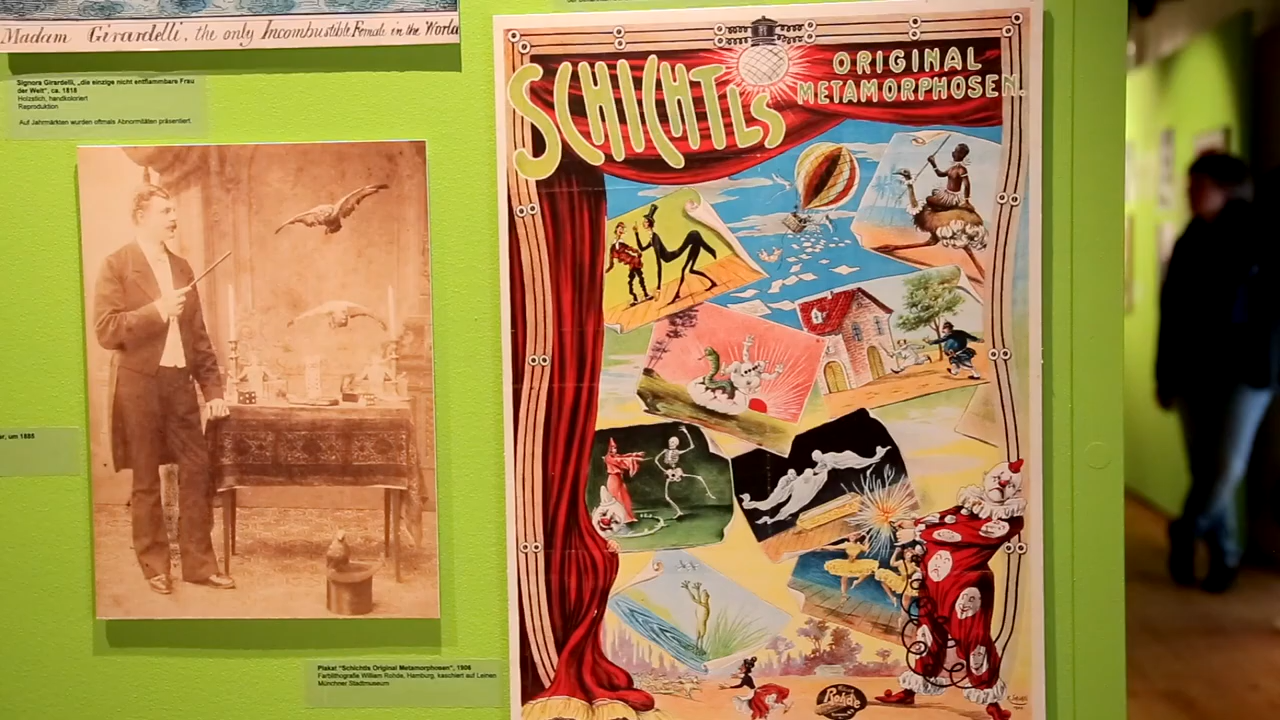 Madam Girardelli, the only Incombustible Female in the World
Signora Girardelli, „die einzige nicht entflammbare Frau
der Welt“, ca. 1818
Holzstich, handkoloriert
Reproduktion
Auf Jahrmärkten wurden oftmals Abnormitäten präsentiert.
SCHICHTLS
ORIGINAL
METAMORPHOSEN.
um 1885
Plakat "Schichtls Original Metamorphosen", 1906
Farblithografie William Rohde, Hamburg, kaschiert auf Leinen
Münchner Stadtmuseum
Rohde